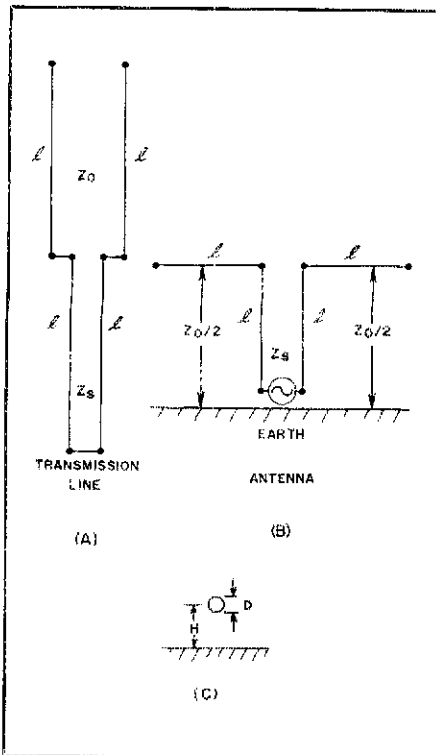 ℓ ℓ
Z₀
ℓ ℓ
Zₛ
TRANSMISSION
LINE
(A)
ℓ ℓ
Z₀/2 ℓ ℓ Z₀/2
Zₛ
EARTH
ANTENNA
(B)
H D
(C)